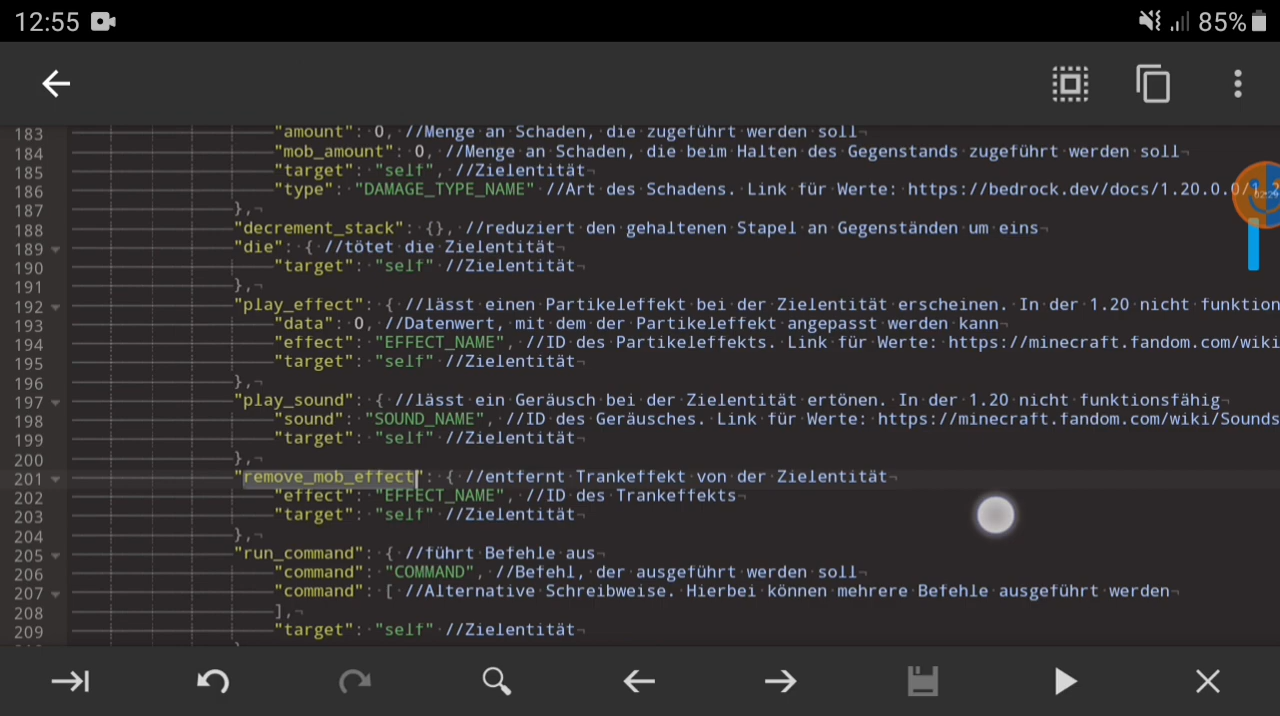 12:55 85%
183 "amount": 0, //Menge an Schaden, die zugeführt werden soll
184 "mob_amount": 0, //Menge an Schaden, die beim Halten des Gegenstands zugeführt werden soll
185 "target": "self", //Zielentität
186 "type": "DAMAGE_TYPE_NAME" //Art des Schadens. Link für Werte: https://bedrock.dev/docs/1.20.0.0/1.2
187 },
188 "decrement_stack": {}, //reduziert den gehaltenen Stapel an Gegenständen um eins
189 "die": { //tötet die Zielentität
190 "target": "self" //Zielentität
191 },
192 "play_effect": { //lässt einen Partikeleffekt bei der Zielentität erscheinen. In der 1.20 nicht funktion
193 "data": 0, //Datenwert, mit dem der Partikeleffekt angepasst werden kann
194 "effect": "EFFECT_NAME", //ID des Partikeleffekts. Link für Werte: https://minecraft.fandom.com/wiki
195 "target": "self" //Zielentität
196 },
197 "play_sound": { //lässt ein Geräusch bei der Zielentität ertönen. In der 1.20 nicht funktionsfähig
198 "sound": "SOUND_NAME", //ID des Geräusches. Link für Werte: https://minecraft.fandom.com/wiki/Sounds
199 "target": "self" //Zielentität
200 },
201 "remove_mob_effect": { //entfernt Trankeffekt von der Zielentität
202 "effect": "EFFECT_NAME", //ID des Trankeffekts
203 "target": "self" //Zielentität
204 },
205 "run_command": { //führt Befehle aus
206 "command": "COMMAND", //Befehl, der ausgeführt werden soll
207 "command": [ //Alternative Schreibweise. Hierbei können mehrere Befehle ausgeführt werden
208 ],
209 "target": "self" //Zielentität